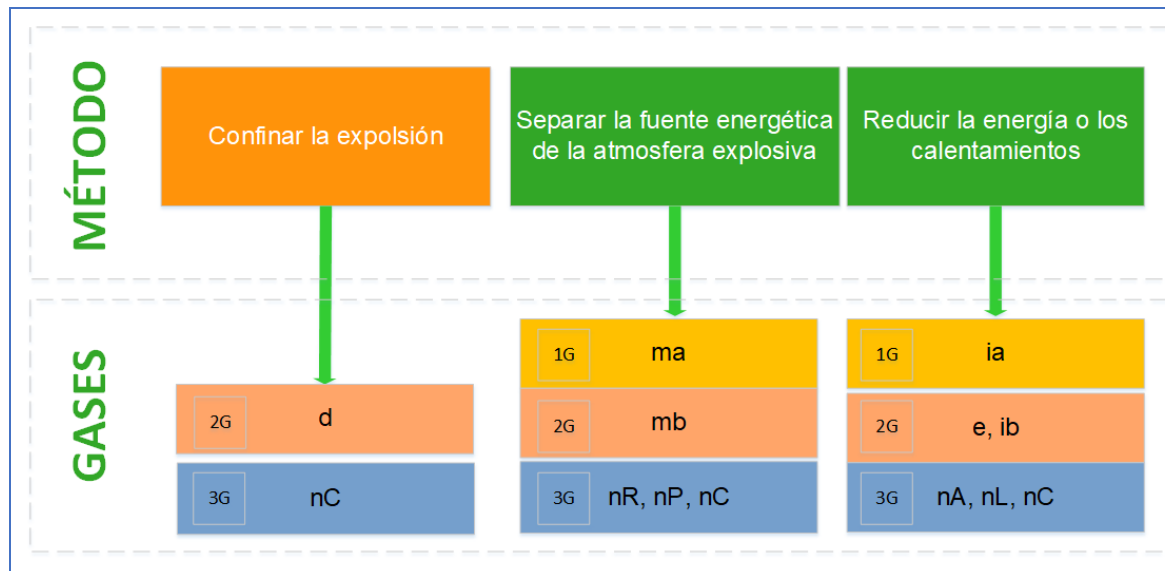 MÉTODO
Confinar la expolsión
Separar la fuente energética
de la atmosfera explosiva
Reducir la energía o los
calentamientos
GASES
2G d
3G nC
1G ma
2G mb
3G nR, nP, nC
1G ia
2G e, ib
3G nA, nL, nC